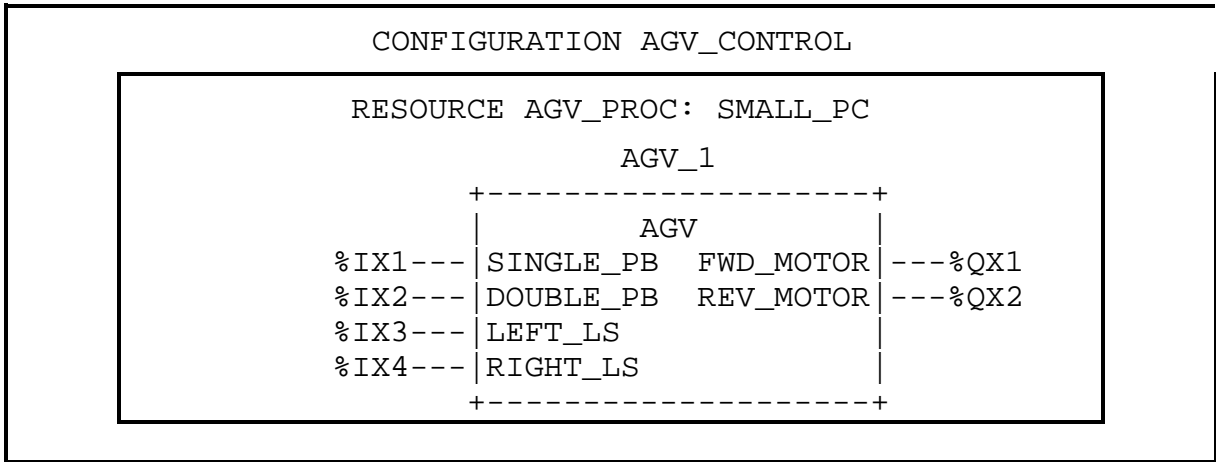 CONFIGURATION AGV_CONTROL
RESOURCE AGV_PROC: SMALL_PC
AGV_1
+--------------------+
| AGV |
%IX1---|SINGLE_PB FWD_MOTOR|---%QX1
%IX2---|DOUBLE_PB REV_MOTOR|---%QX2
%IX3---|LEFT_LS |
%IX4---|RIGHT_LS |
+--------------------+